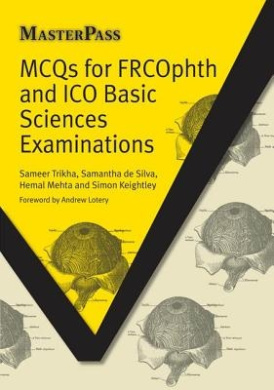 MASTERPASS
MCQs for FRCOphth
and ICO Basic
Sciences
Examinations
Sameer Trikha, Samantha de Silva,
Hemal Mehta and Simon Keightley
Foreword by Andrew Lotery